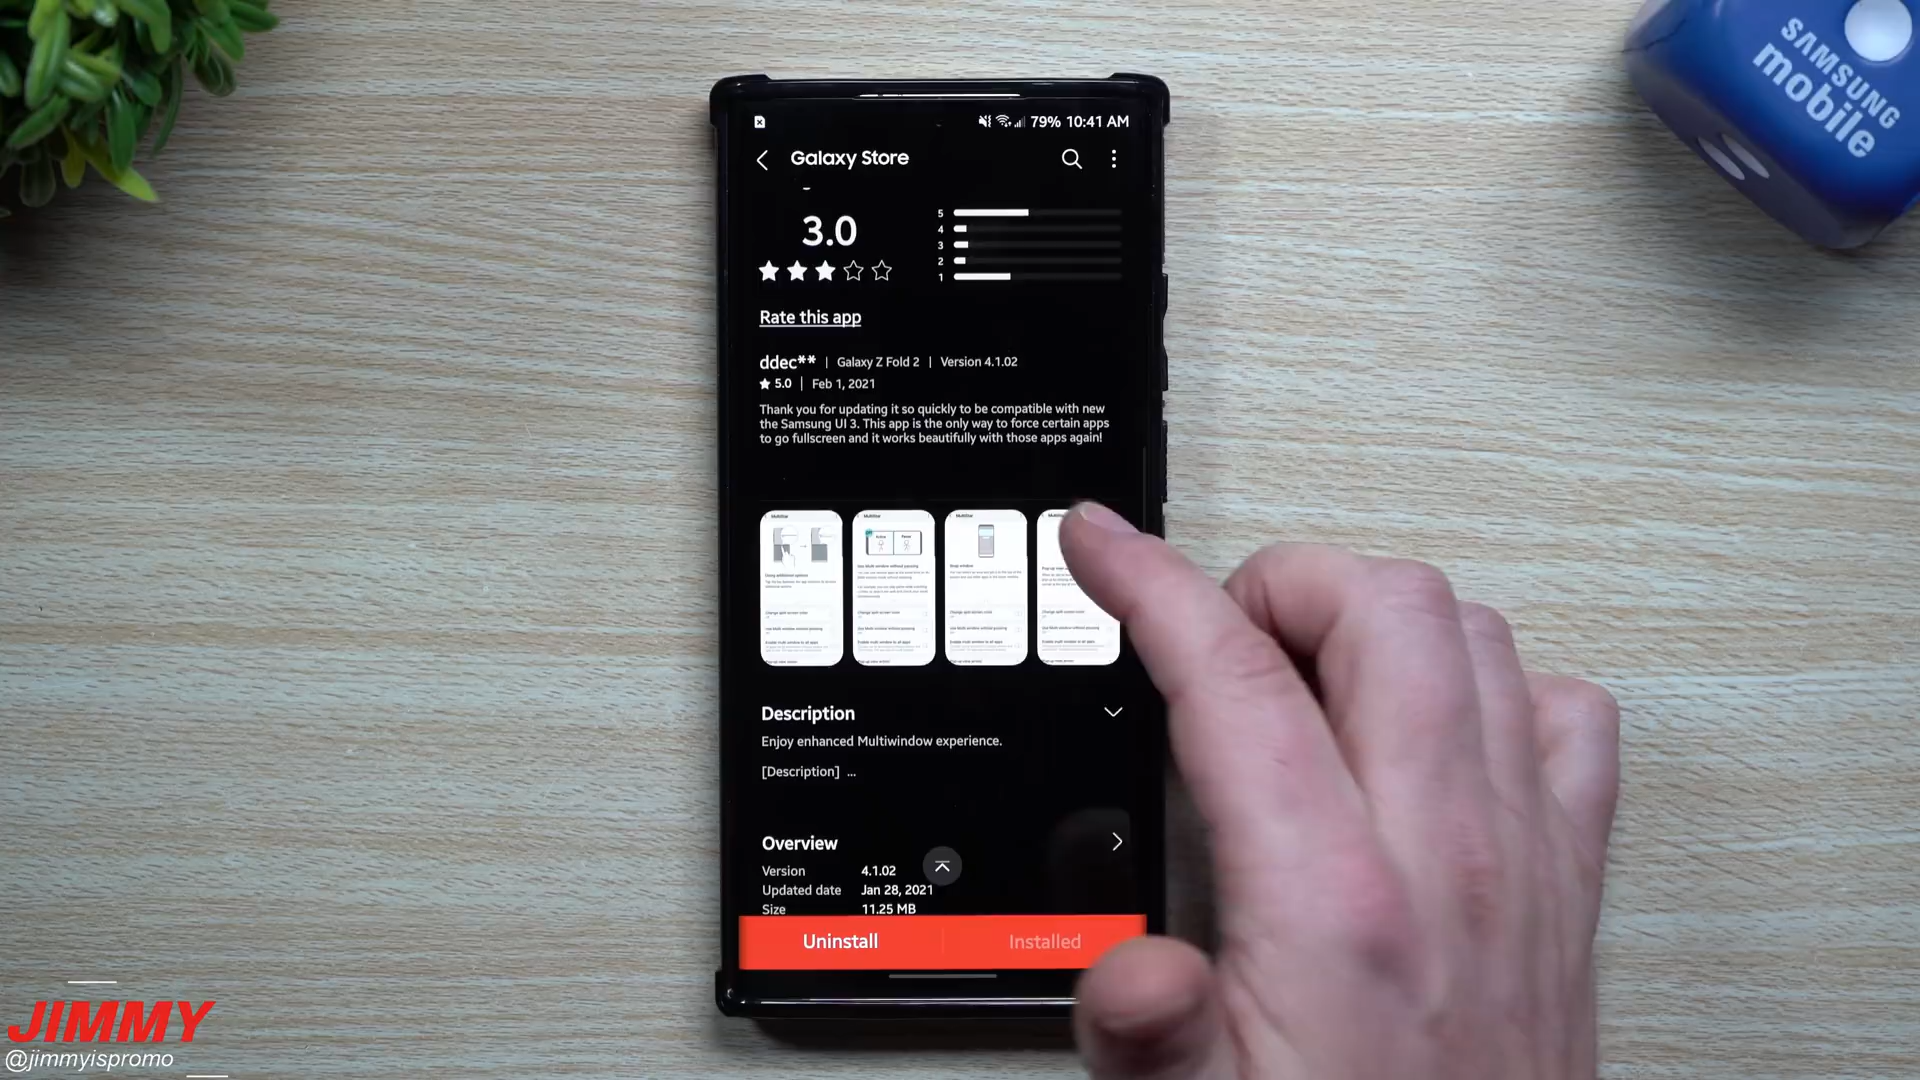 SAMSUNG
mobile
79% 10:41 AM
Galaxy Store
3.0
5
4
3
2
1
Rate this app
ddec** | Galaxy Z Fold 2 | Version 4.1.02
★ 5.0 | Feb 1, 2021
Thank you for updating it so quickly to be compatible with new
the Samsung UI 3. This app is the only way to force certain apps
to go fullscreen and it works beautifully with those apps again!
Description
Enjoy enhanced Multiwindow experience.
[Description] ...
Overview
Version 4.1.02
Updated date Jan 28, 2021
Size 11.25 MB
Uninstall Installed
JIMMY
@jimmyispromo